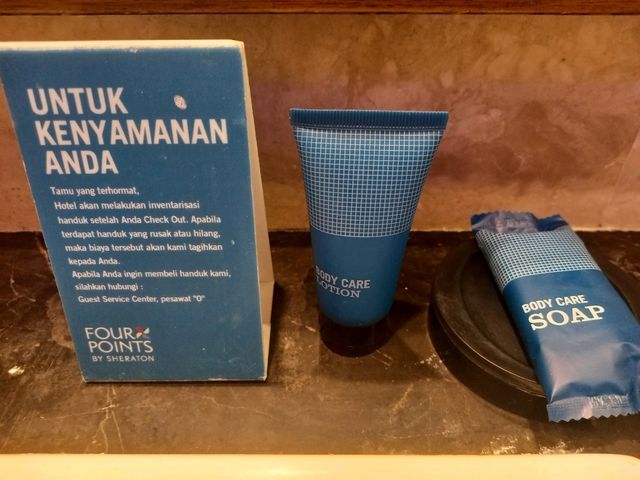 UNTUK
KENYAMANAN
ANDA
Tamu yang terhormat,
Hotel akan melakukan inventarisasi
handuk setelah Anda Check Out. Apabila
terdapat handuk yang rusak atau hilang,
maka biaya tersebut akan kami tagihkan
kepada Anda.
Apabila Anda ingin membeli handuk kami,
silahkan hubungi :
Guest Service Center, pesawat "0"
FOUR
POINTS
BY SHERATON
BODY CARE
LOTION
BODY CARE
SOAP